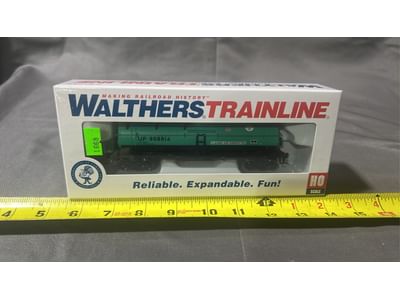 MAKING RAILROAD HISTORY
WALTHERS TRAINLINE
1668
Reliable. Expandable. Fun!
HO
SCALE
4 5 6 7 8 9 10 11 12 13 14 15 16